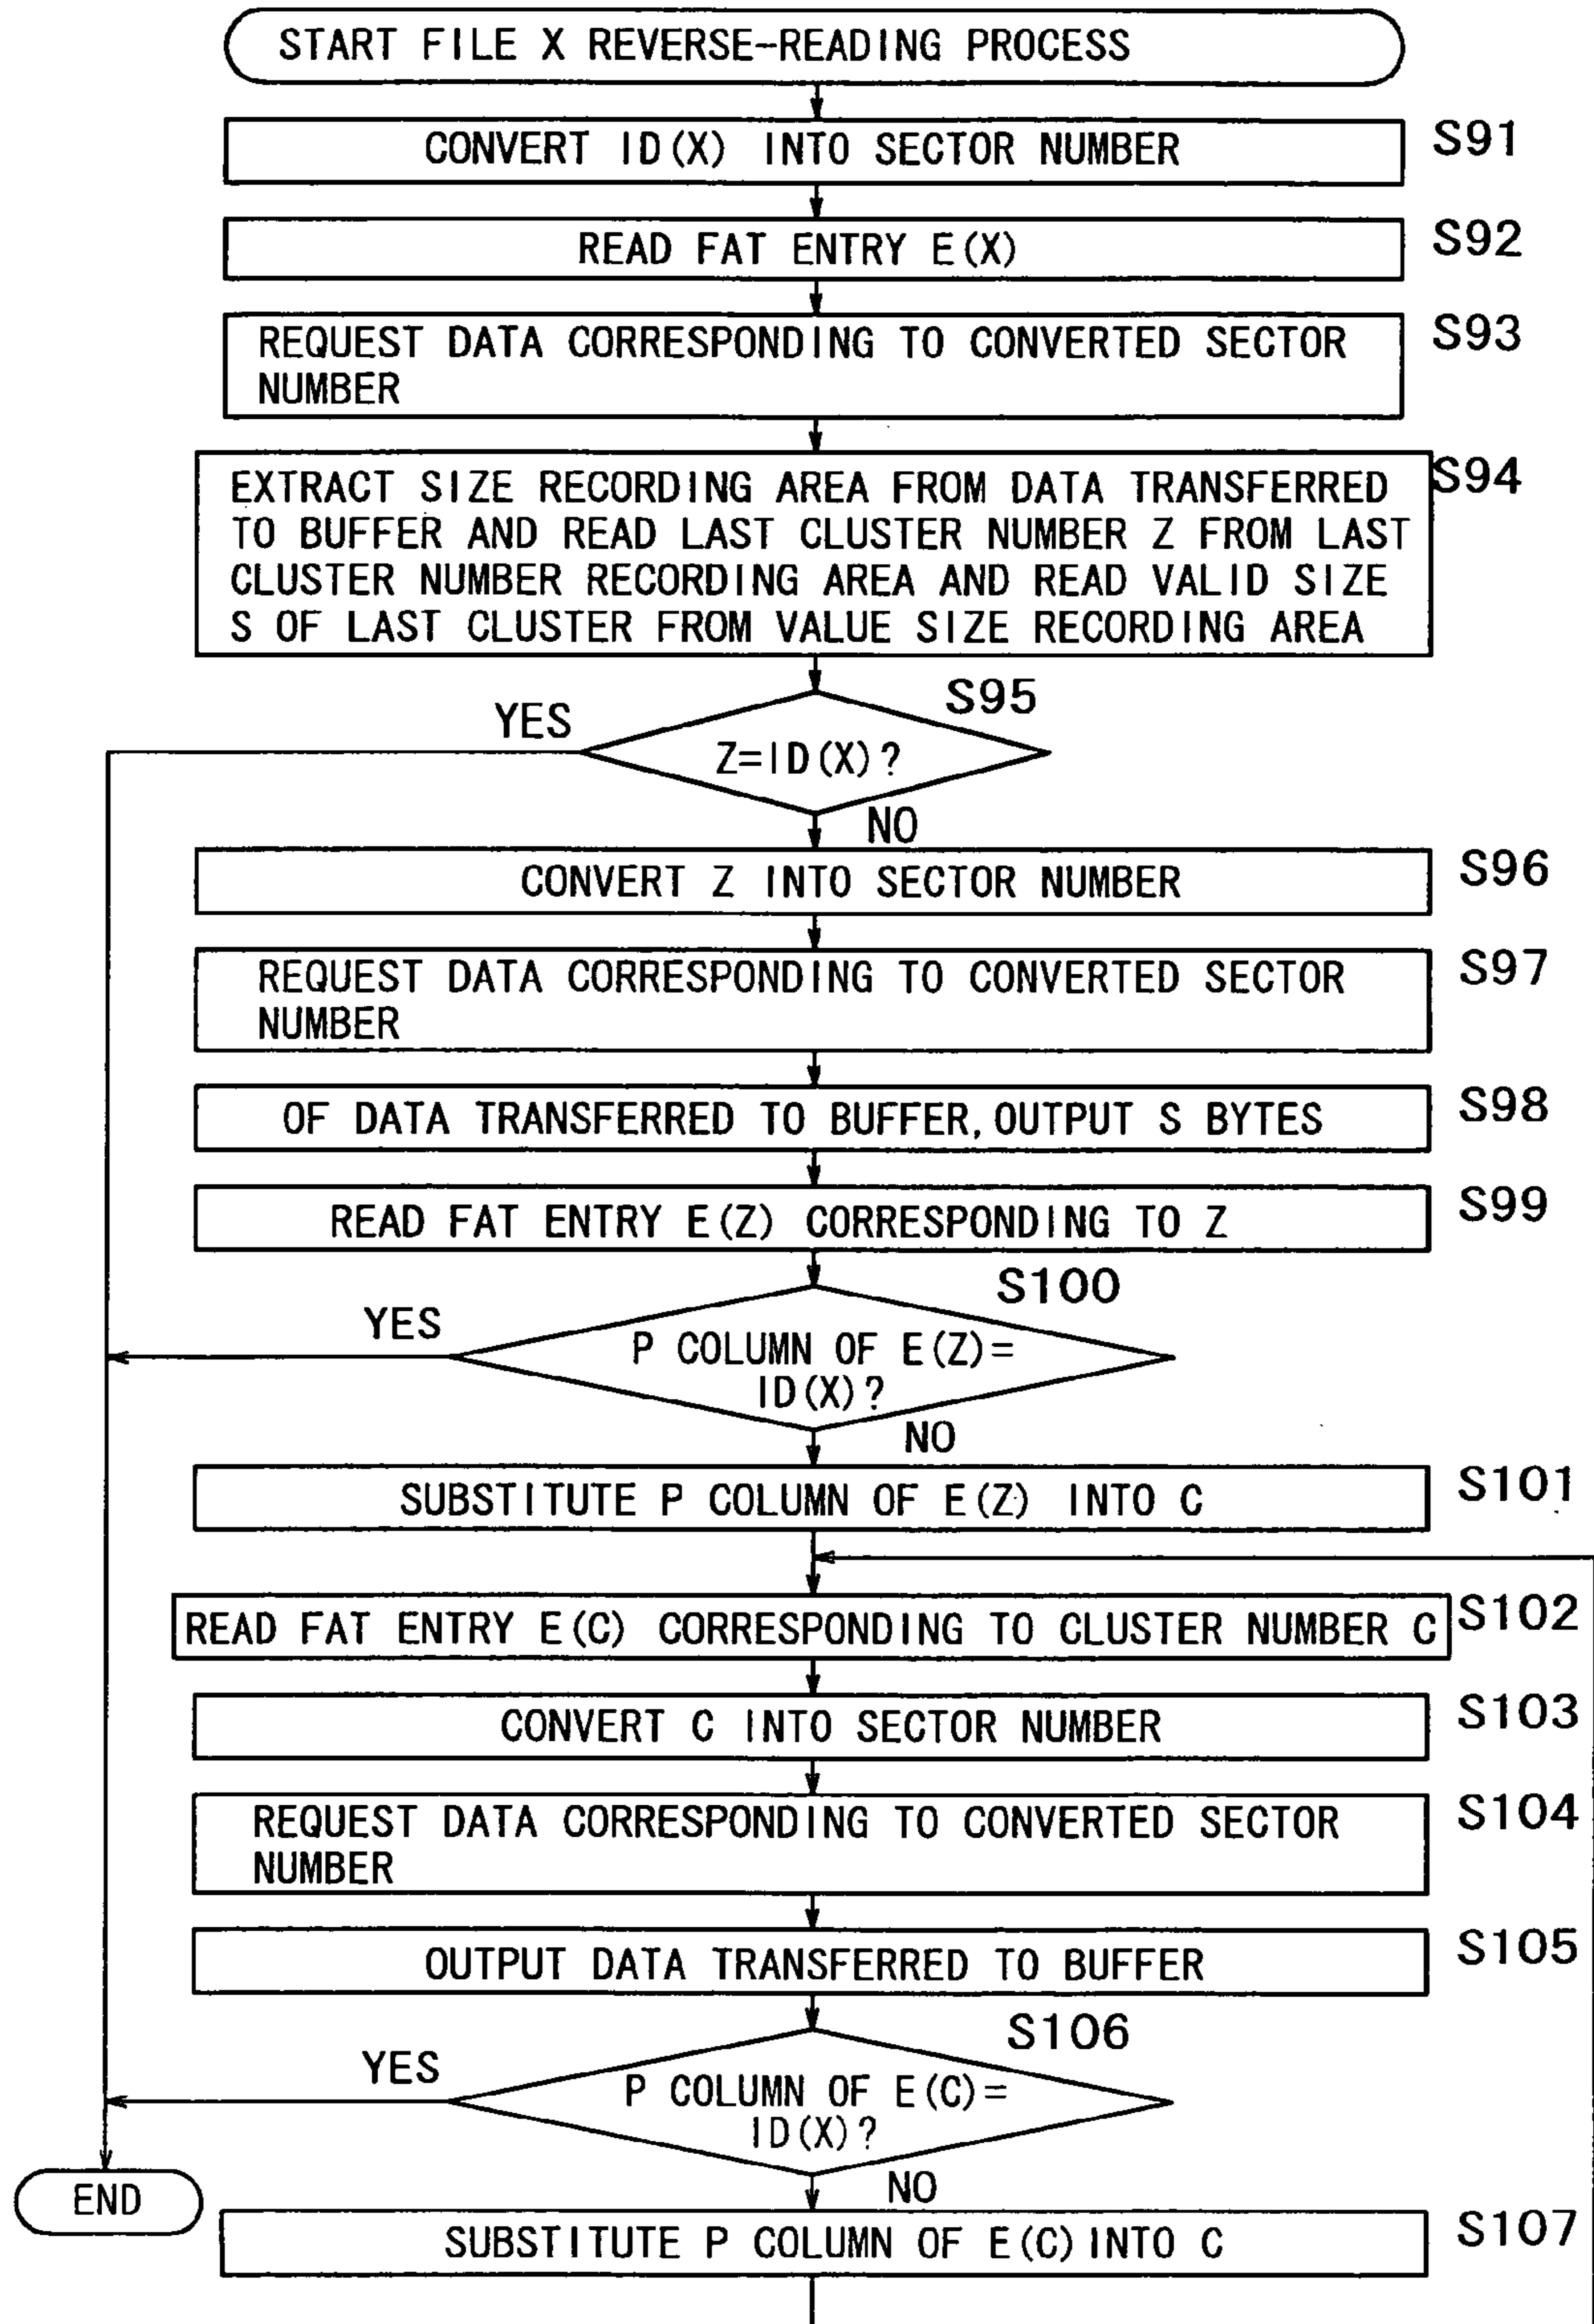 START FILE X REVERSE-READING PROCESS
CONVERT ID(X) INTO SECTOR NUMBER
S91
READ FAT ENTRY E(X)
S92
REQUEST DATA CORRESPONDING TO CONVERTED SECTOR
NUMBER
S93
EXTRACT SIZE RECORDING AREA FROM DATA TRANSFERRED
TO BUFFER AND READ LAST CLUSTER NUMBER Z FROM LAST
CLUSTER NUMBER RECORDING AREA AND READ VALID SIZE
S OF LAST CLUSTER FROM VALUE SIZE RECORDING AREA
S94
S95
YES
Z=ID(X)?
NO
CONVERT Z INTO SECTOR NUMBER
S96
REQUEST DATA CORRESPONDING TO CONVERTED SECTOR
NUMBER
S97
OF DATA TRANSFERRED TO BUFFER, OUTPUT S BYTES
S98
READ FAT ENTRY E(Z) CORRESPONDING TO Z
S99
S100
YES
P COLUMN OF E(Z)=
ID(X)?
NO
SUBSTITUTE P COLUMN OF E(Z) INTO C
S101
READ FAT ENTRY E(C) CORRESPONDING TO CLUSTER NUMBER C
S102
CONVERT C INTO SECTOR NUMBER
S103
REQUEST DATA CORRESPONDING TO CONVERTED SECTOR
NUMBER
S104
OUTPUT DATA TRANSFERRED TO BUFFER
S105
S106
YES
P COLUMN OF E(C)=
ID(X)?
END
NO
SUBSTITUTE P COLUMN OF E(C) INTO C
S107